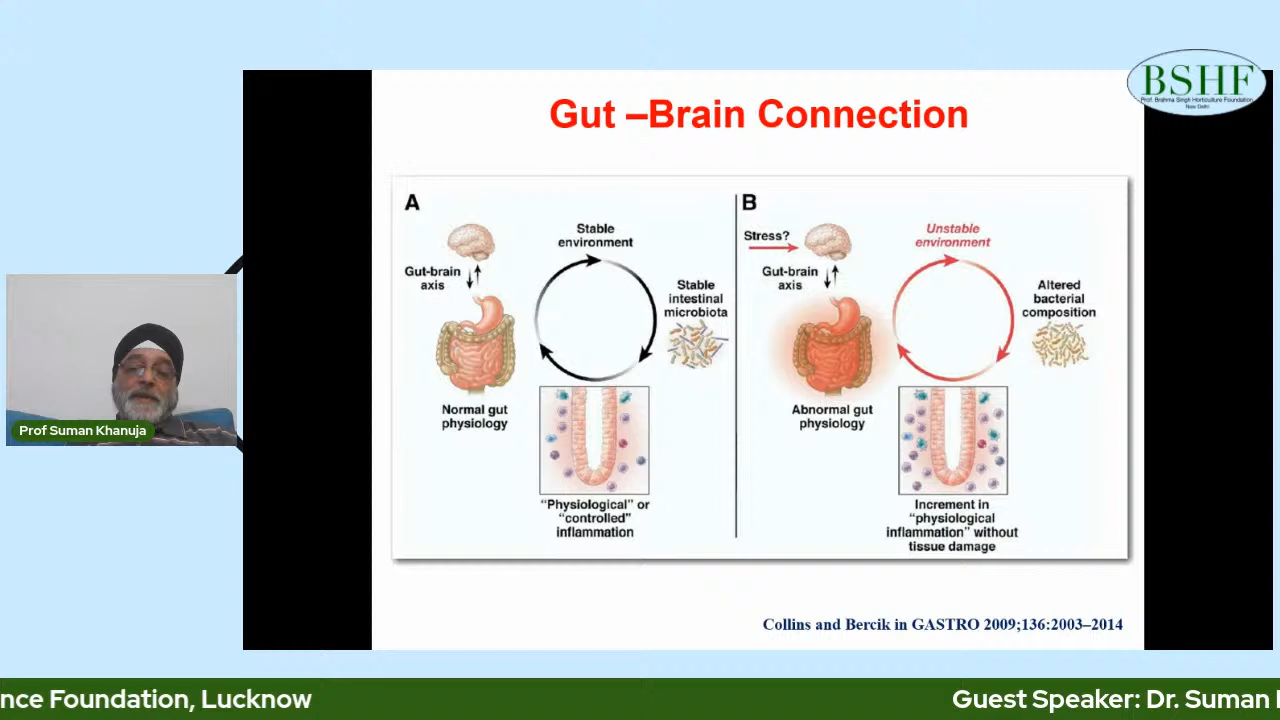 BSHF
Prof. Brahma Singh Horticulture Foundation
New Delhi
Gut –Brain Connection
A
Stable
environment
Gut-brain
axis
Stable
intestinal
microbiota
Normal gut
physiology
“Physiological” or
“controlled”
inflammation
B
Stress?
Unstable
environment
Gut-brain
axis
Altered
bacterial
composition
Abnormal gut
physiology
Increment in
“physiological
inflammation” without
tissue damage
Collins and Bercik in GASTRO 2009;136:2003–2014
Prof Suman Khanuja
nce Foundation, Lucknow
Guest Speaker: Dr. Suman